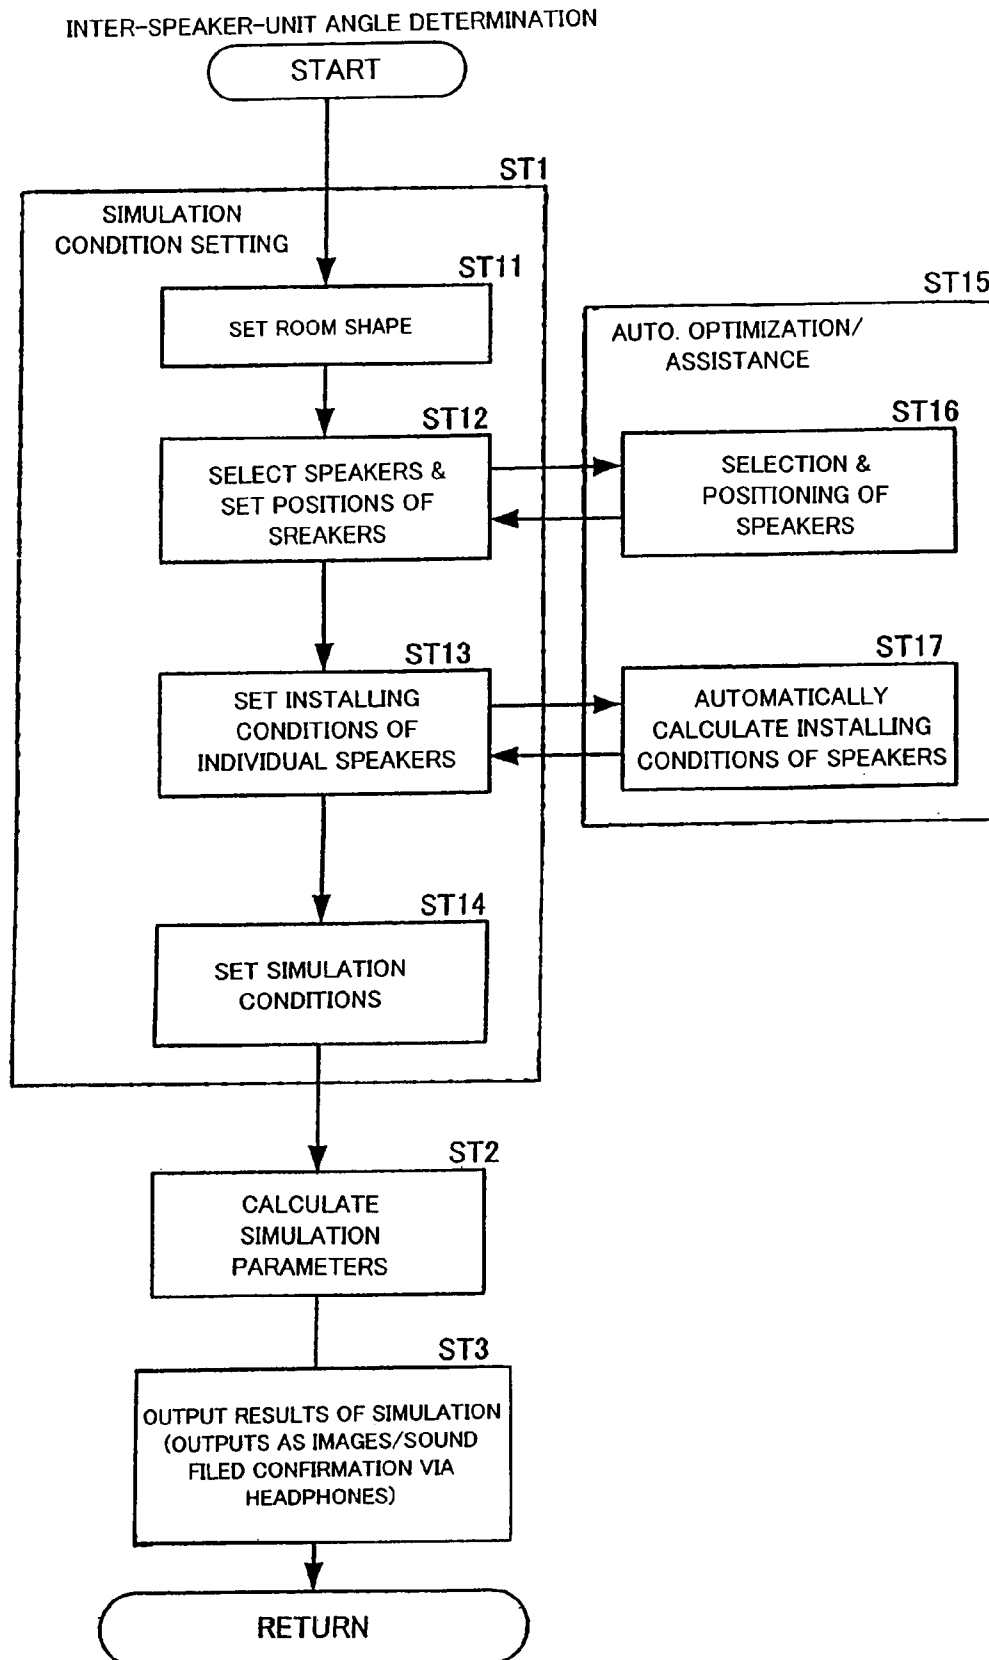 INTER-SPEAKER-UNIT ANGLE DETERMINATION
START
ST1
SIMULATION
CONDITION SETTING
ST11
SET ROOM SHAPE
ST15
AUTO. OPTIMIZATION/
ASSISTANCE
ST12
SELECT SPEAKERS &
SET POSITIONS OF
SREAKERS
ST16
SELECTION &
POSITIONING OF
SPEAKERS
ST13
SET INSTALLING
CONDITIONS OF
INDIVIDUAL SPEAKERS
ST17
AUTOMATICALLY
CALCULATE INSTALLING
CONDITIONS OF SPEAKERS
ST14
SET SIMULATION
CONDITIONS
ST2
CALCULATE
SIMULATION
PARAMETERS
ST3
OUTPUT RESULTS OF SIMULATION
(OUTPUTS AS IMAGES/SOUND
FILED CONFIRMATION VIA
HEADPHONES)
RETURN